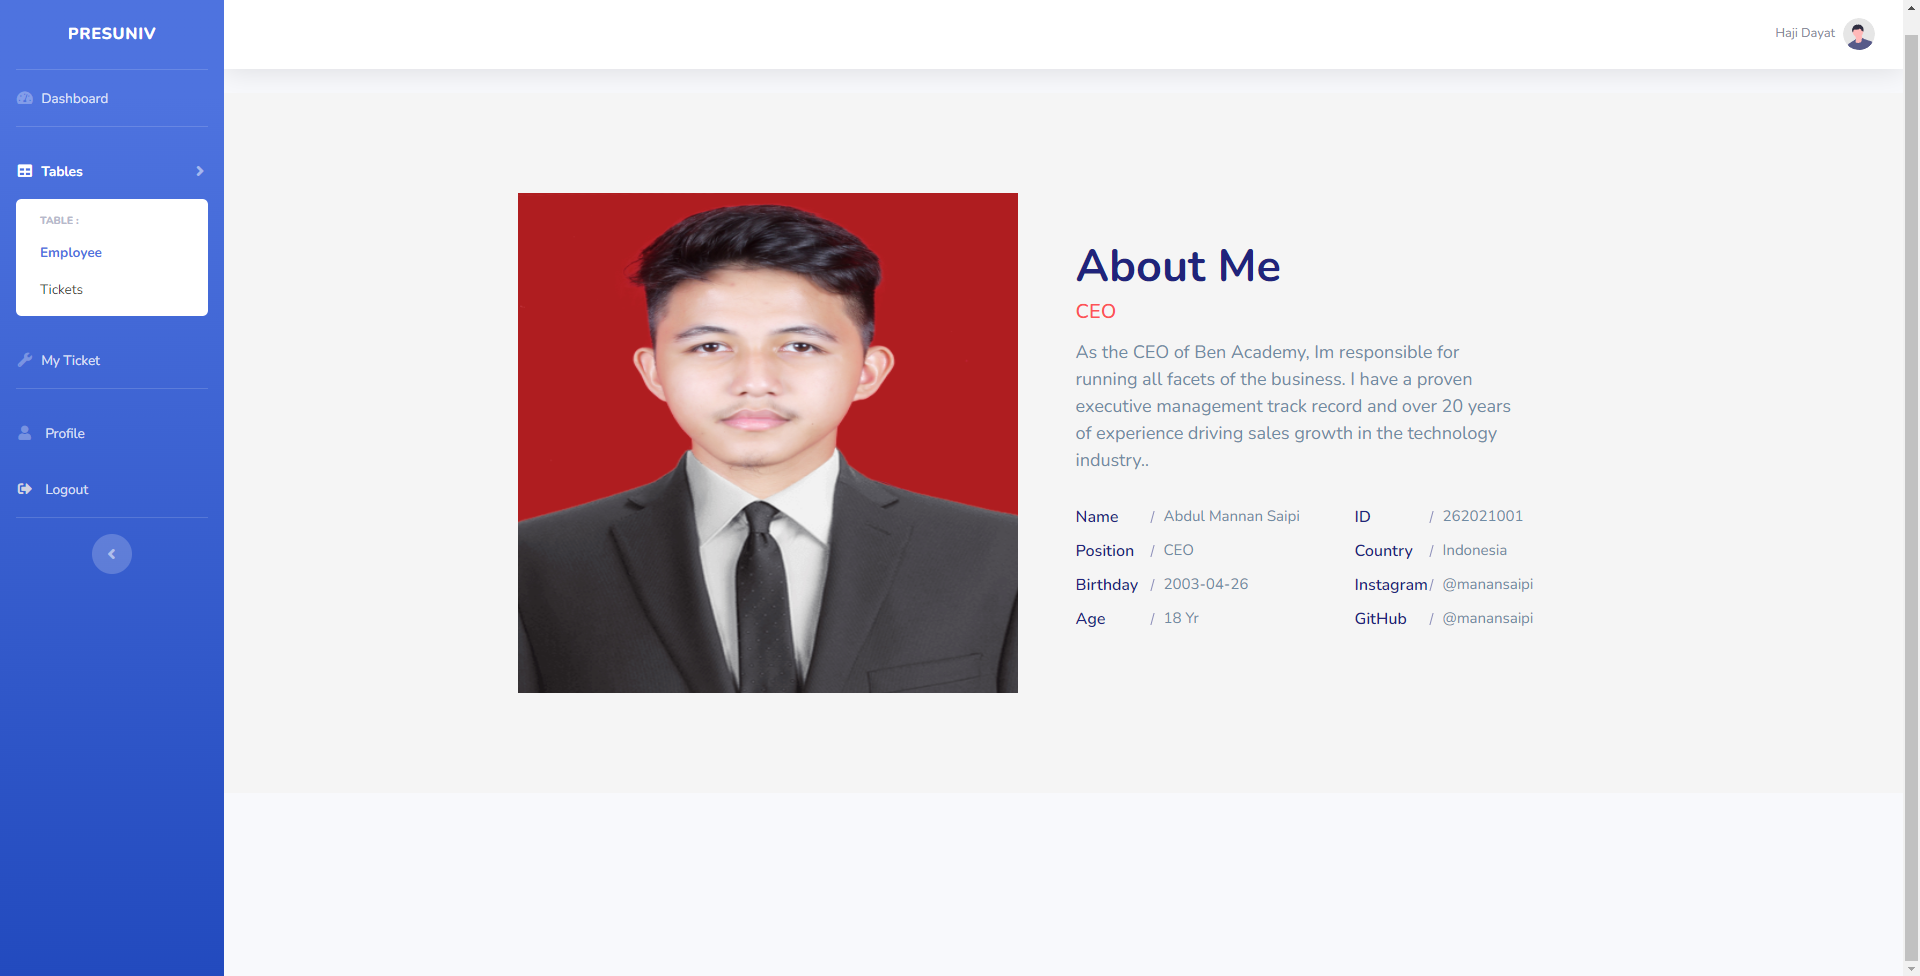 PRESUNIV
Dashboard
Tables
TABLE :
Employee
Tickets
My Ticket
Profile
Logout
Haji Dayat
About Me
CEO
As the CEO of Ben Academy, Im responsible for
running all facets of the business. I have a proven
executive management track record and over 20 years
of experience driving sales growth in the technology
industry..
Name / Abdul Mannan Saipi
Position / CEO
Birthday / 2003-04-26
Age / 18 Yr
ID / 262021001
Country / Indonesia
Instagram/ @manansaipi
GitHub / @manansaipi